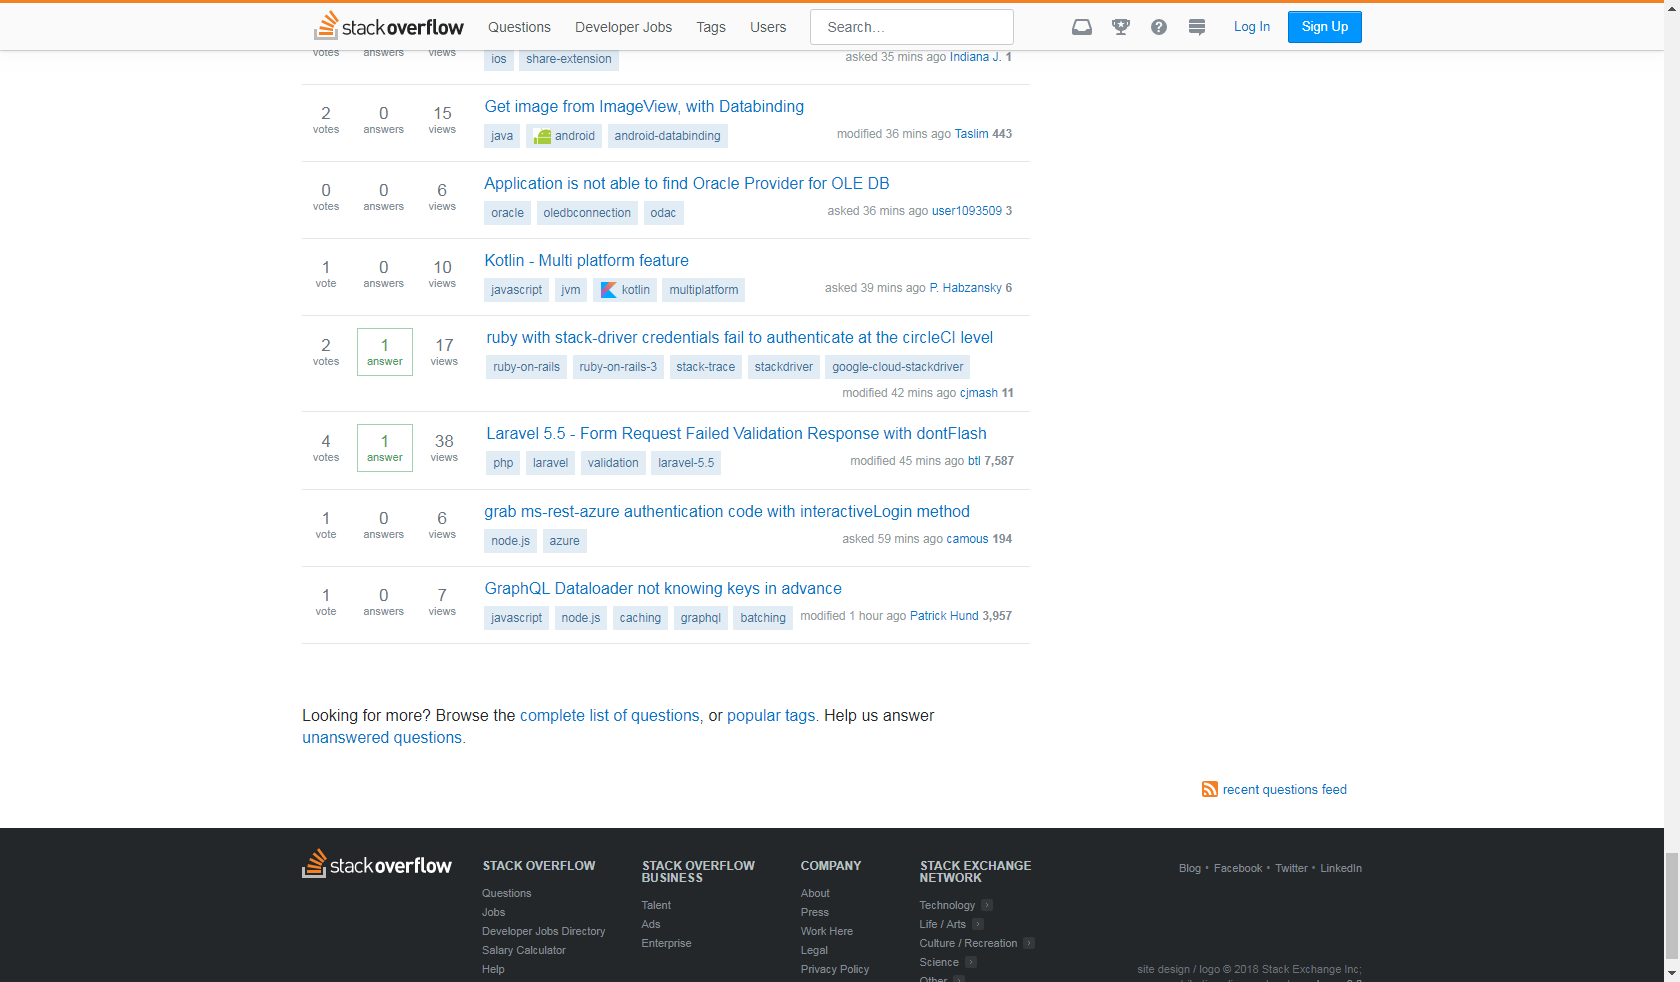 stackoverflow Questions Developer Jobs Tags Users Search... Log In Sign Up
votes answers views
ios share-extension asked 35 mins ago Indiana J. 1
2 votes 0 answers 15 views
Get image from ImageView, with Databinding
java android android-databinding modified 36 mins ago Taslim 443
0 votes 0 answers 6 views
Application is not able to find Oracle Provider for OLE DB
oracle oledbconnection odac asked 36 mins ago user1093509 3
1 vote 0 answers 10 views
Kotlin - Multi platform feature
javascript jvm kotlin multiplatform asked 39 mins ago P. Habzansky 6
2 votes 1 answer 17 views
ruby with stack-driver credentials fail to authenticate at the circleCI level
ruby-on-rails ruby-on-rails-3 stack-trace stackdriver google-cloud-stackdriver
modified 42 mins ago cjmash 11
4 votes 1 answer 38 views
Laravel 5.5 - Form Request Failed Validation Response with dontFlash
php laravel validation laravel-5.5 modified 45 mins ago btl 7,587
1 vote 0 answers 6 views
grab ms-rest-azure authentication code with interactiveLogin method
node.js azure asked 59 mins ago camous 194
1 vote 0 answers 7 views
GraphQL Dataloader not knowing keys in advance
javascript node.js caching graphql batching modified 1 hour ago Patrick Hund 3,957
Looking for more? Browse the complete list of questions, or popular tags. Help us answer
unanswered questions.
recent questions feed
stackoverflow
STACK OVERFLOW
Questions
Jobs
Developer Jobs Directory
Salary Calculator
Help
STACK OVERFLOW
BUSINESS
Talent
Ads
Enterprise
COMPANY
About
Press
Work Here
Legal
Privacy Policy
STACK EXCHANGE
NETWORK
Technology
Life / Arts
Culture / Recreation
Science
Other
Blog • Facebook • Twitter • LinkedIn
site design / logo © 2018 Stack Exchange Inc;